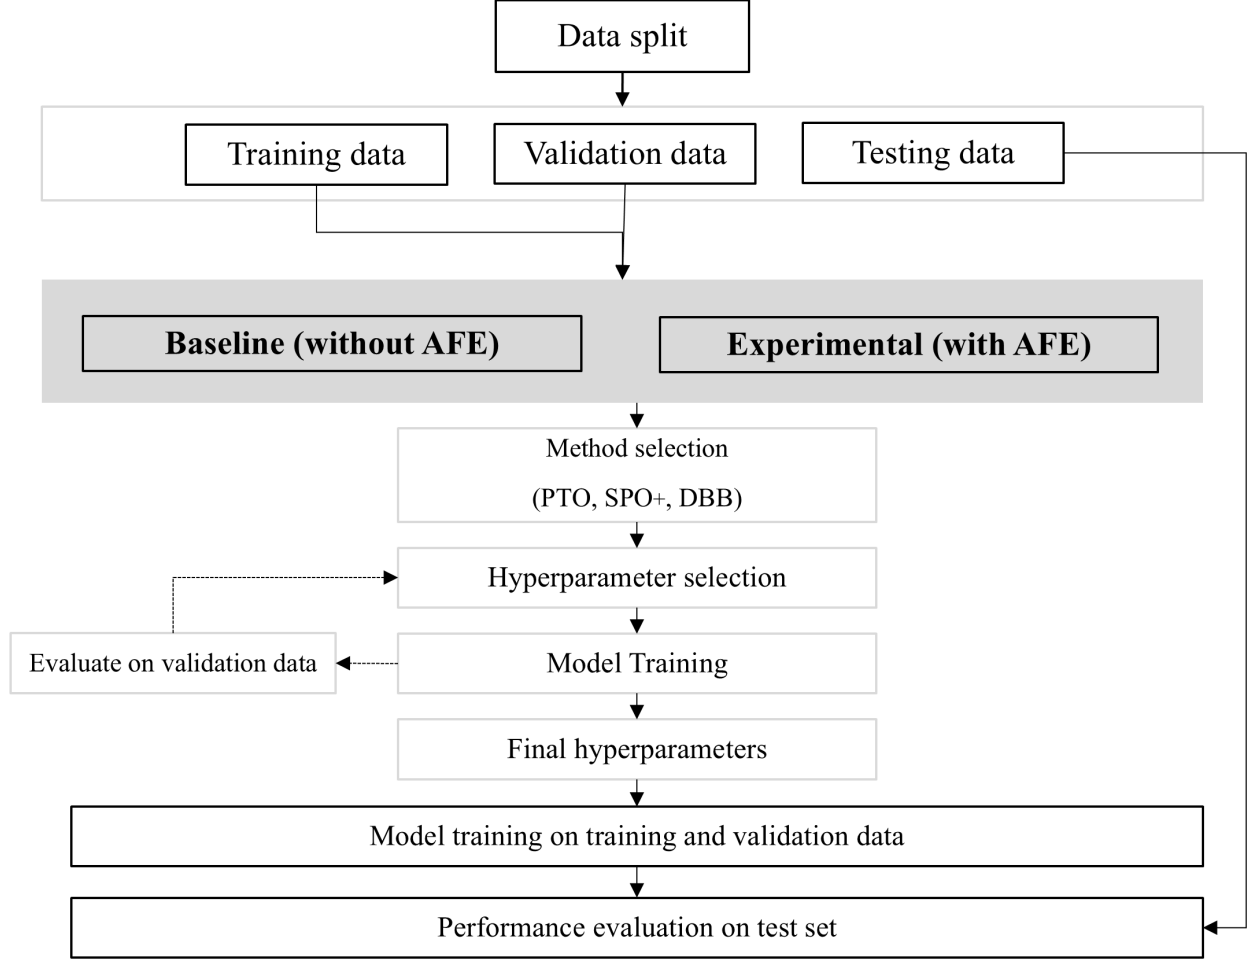 Data split
Training data
Validation data
Testing data
Baseline (without AFE)
Experimental (with AFE)
Method selection
(PTO, SPO+, DBB)
Hyperparameter selection
Evaluate on validation data
Model Training
Final hyperparameters
Model training on training and validation data
Performance evaluation on test set